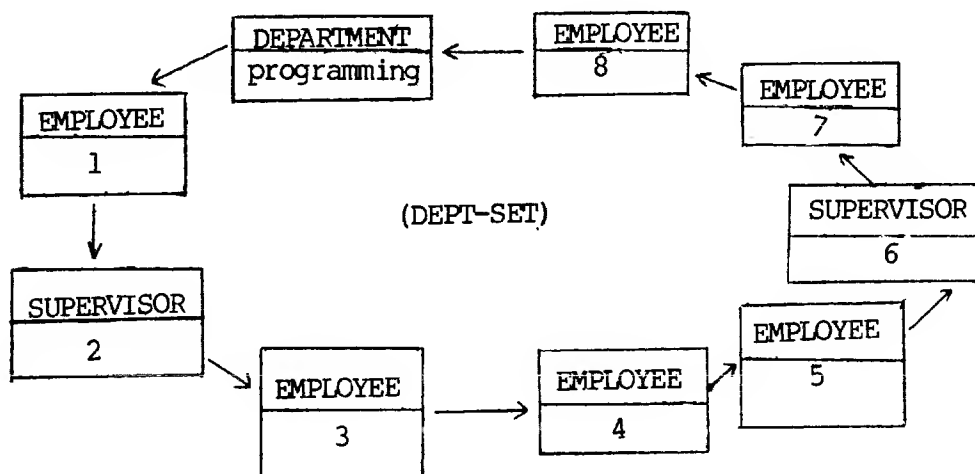 DEPARTMENT
programming
EMPLOYEE
8
EMPLOYEE
7
EMPLOYEE
1
(DEPT-SET)
SUPERVISOR
6
SUPERVISOR
2
EMPLOYEE
5
EMPLOYEE
3
EMPLOYEE
4